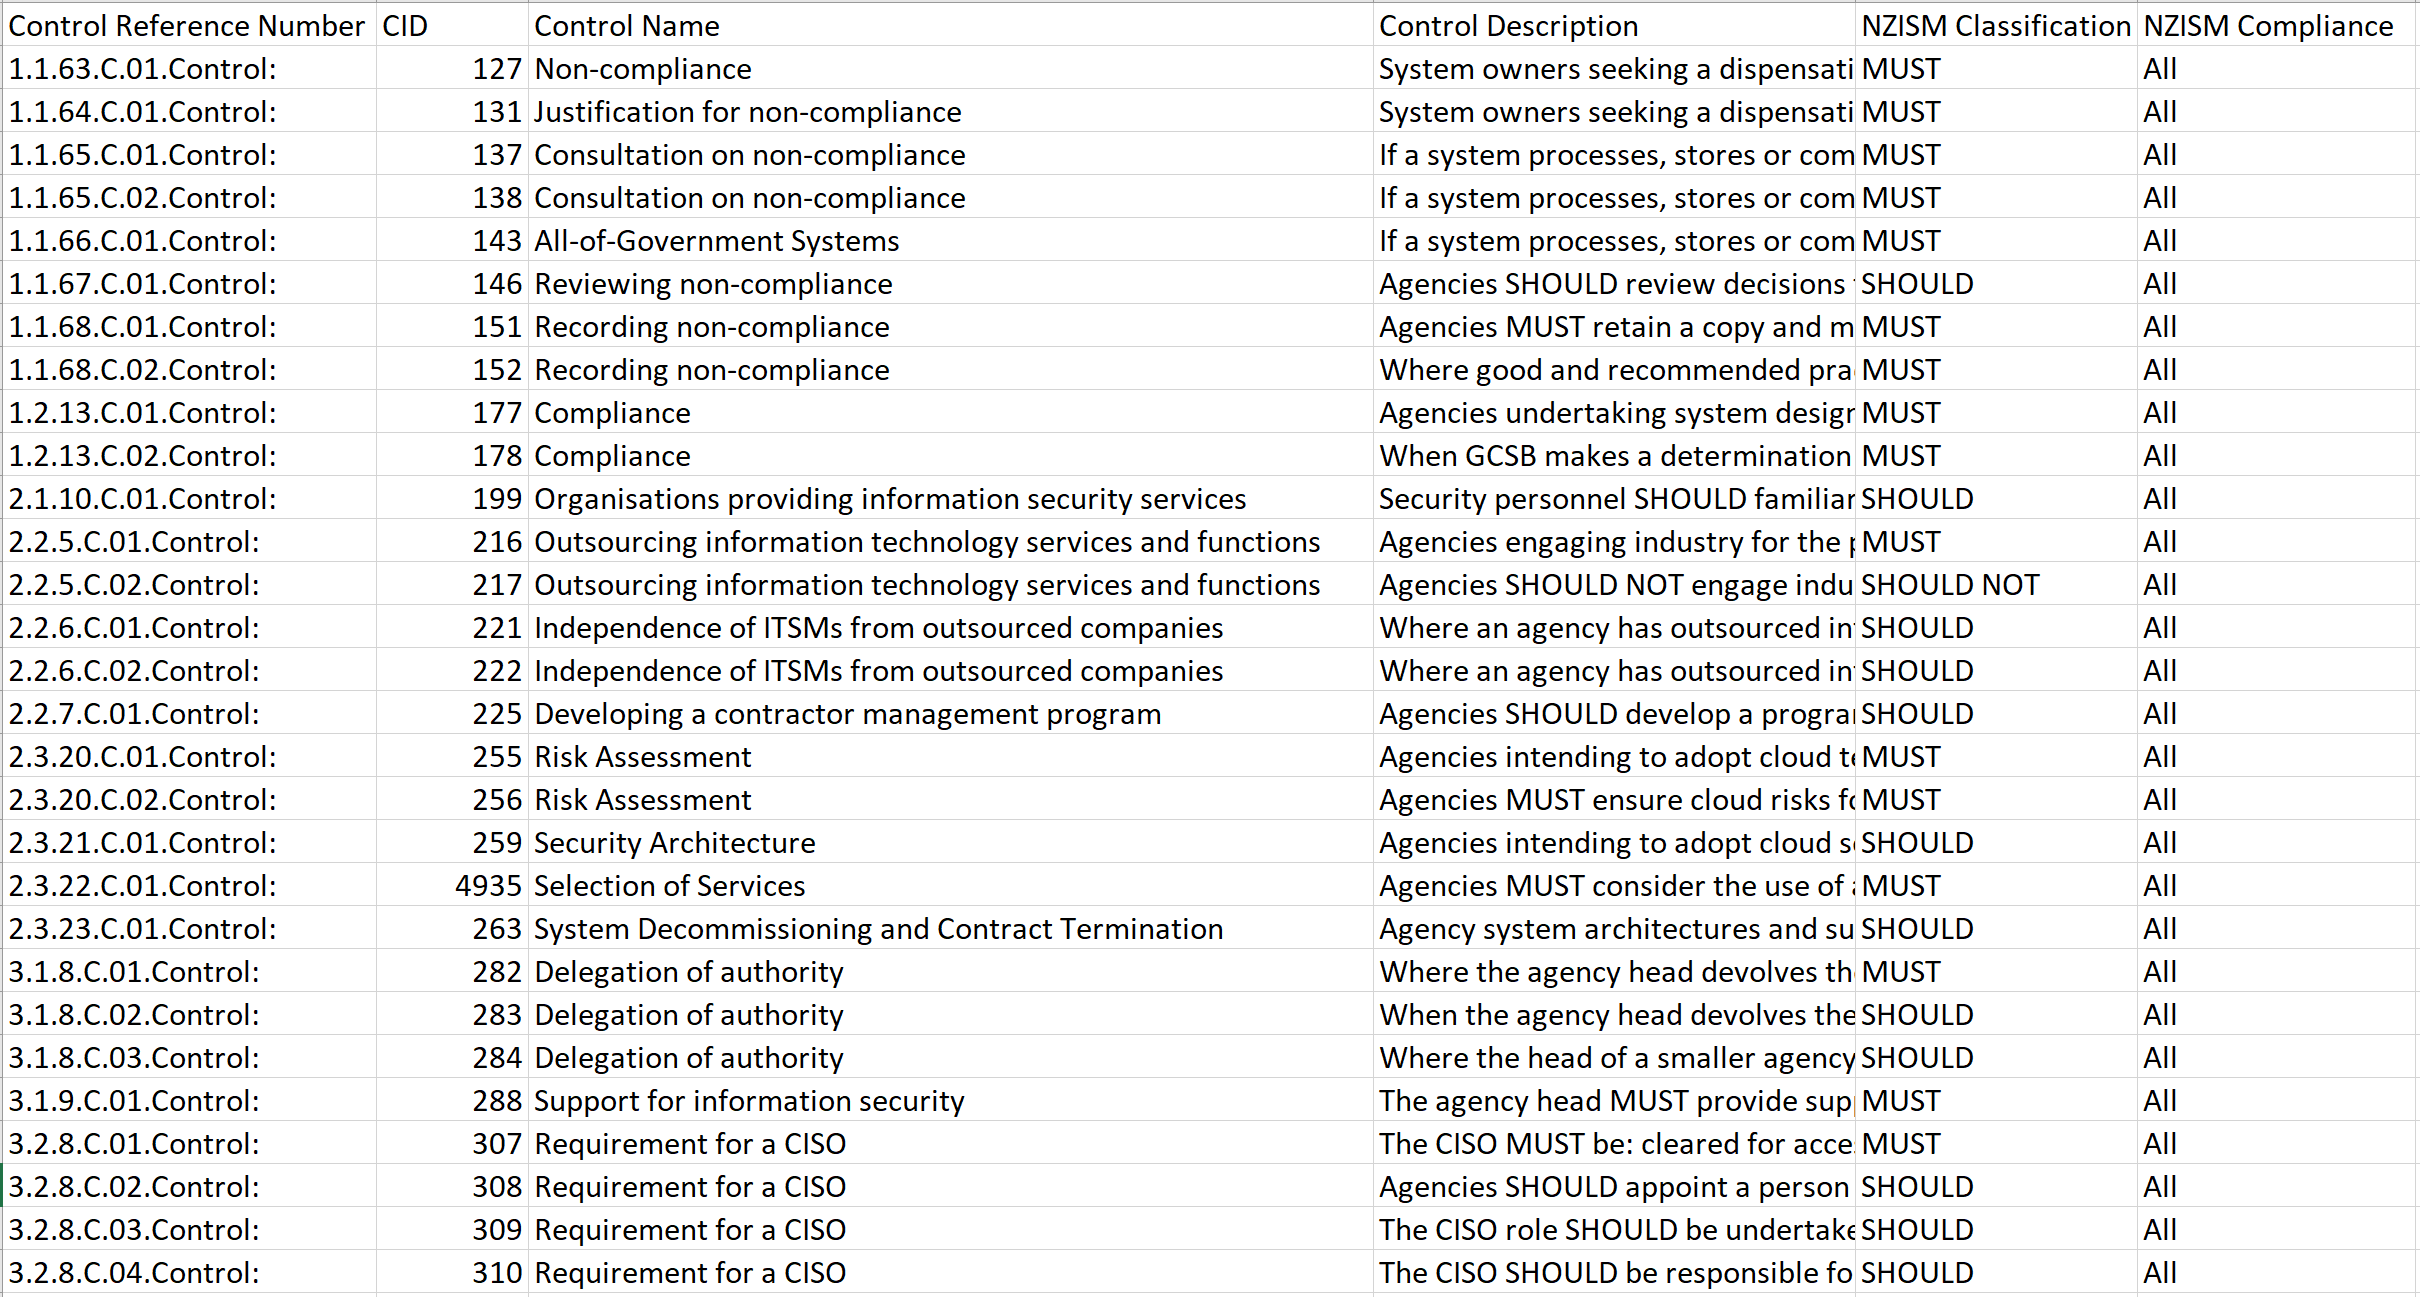 Control Reference Number CID Control Name Control Description NZISM Classification NZISM Compliance
1.1.63.C.01.Control: 127 Non-compliance System owners seeking a dispensati MUST All
1.1.64.C.01.Control: 131 Justification for non-compliance System owners seeking a dispensati MUST All
1.1.65.C.01.Control: 137 Consultation on non-compliance If a system processes, stores or com MUST All
1.1.65.C.02.Control: 138 Consultation on non-compliance If a system processes, stores or com MUST All
1.1.66.C.01.Control: 143 All-of-Government Systems If a system processes, stores or com MUST All
1.1.67.C.01.Control: 146 Reviewing non-compliance Agencies SHOULD review decisions SHOULD All
1.1.68.C.01.Control: 151 Recording non-compliance Agencies MUST retain a copy and m MUST All
1.1.68.C.02.Control: 152 Recording non-compliance Where good and recommended pra MUST All
1.2.13.C.01.Control: 177 Compliance Agencies undertaking system design MUST All
1.2.13.C.02.Control: 178 Compliance When GCSB makes a determination MUST All
2.1.10.C.01.Control: 199 Organisations providing information security services Security personnel SHOULD familiar SHOULD All
2.2.5.C.01.Control: 216 Outsourcing information technology services and functions Agencies engaging industry for the p MUST All
2.2.5.C.02.Control: 217 Outsourcing information technology services and functions Agencies SHOULD NOT engage indu SHOULD NOT All
2.2.6.C.01.Control: 221 Independence of ITSMs from outsourced companies Where an agency has outsourced in SHOULD All
2.2.6.C.02.Control: 222 Independence of ITSMs from outsourced companies Where an agency has outsourced in SHOULD All
2.2.7.C.01.Control: 225 Developing a contractor management program Agencies SHOULD develop a progra SHOULD All
2.3.20.C.01.Control: 255 Risk Assessment Agencies intending to adopt cloud te MUST All
2.3.20.C.02.Control: 256 Risk Assessment Agencies MUST ensure cloud risks fo MUST All
2.3.21.C.01.Control: 259 Security Architecture Agencies intending to adopt cloud s SHOULD All
2.3.22.C.01.Control: 4935 Selection of Services Agencies MUST consider the use of MUST All
2.3.23.C.01.Control: 263 System Decommissioning and Contract Termination Agency system architectures and su SHOULD All
3.1.8.C.01.Control: 282 Delegation of authority Where the agency head devolves th MUST All
3.1.8.C.02.Control: 283 Delegation of authority When the agency head devolves the SHOULD All
3.1.8.C.03.Control: 284 Delegation of authority Where the head of a smaller agency SHOULD All
3.1.9.C.01.Control: 288 Support for information security The agency head MUST provide sup MUST All
3.2.8.C.01.Control: 307 Requirement for a CISO The CISO MUST be: cleared for acce MUST All
3.2.8.C.02.Control: 308 Requirement for a CISO Agencies SHOULD appoint a person SHOULD All
3.2.8.C.03.Control: 309 Requirement for a CISO The CISO role SHOULD be undertake SHOULD All
3.2.8.C.04.Control: 310 Requirement for a CISO The CISO SHOULD be responsible fo SHOULD All